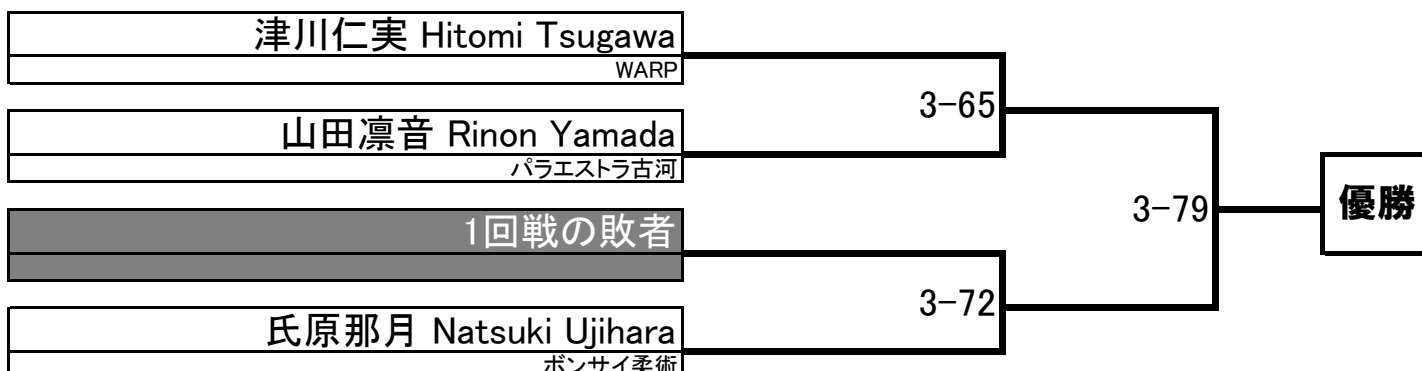 津川仁実 Hitomi Tsugawa
WARP
3-65
山田凛音 Rinon Yamada
パラエストラ古河
3-79
優勝
1回戦の敗者
3-72
氏原那月 Natsuki Ujihara
ボンサイ柔術